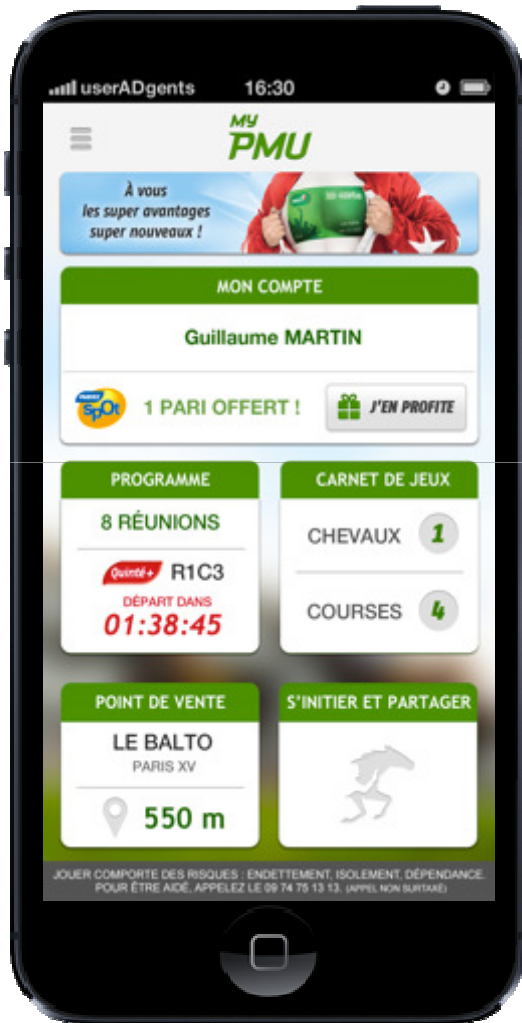 userADgents 16:30
MY
PMU
À vous
les super avantages
super nouveaux !
MON COMPTE
Guillaume MARTIN
PARIEZ
spOt
1 PARI OFFERT !
J'EN PROFITE
PROGRAMME
8 RÉUNIONS
Quinté+ R1C3
DÉPART DANS
01:38:45
CARNET DE JEUX
CHEVAUX 1
COURSES 4
POINT DE VENTE
LE BALTO
PARIS XV
550 m
S'INITIER ET PARTAGER
JOUER COMPORTE DES RISQUES : ENDETTEMENT, ISOLEMENT, DÉPENDANCE.
POUR ÊTRE AIDÉ, APPELEZ LE 09 74 75 13 13. (APPEL NON SURTAXÉ)